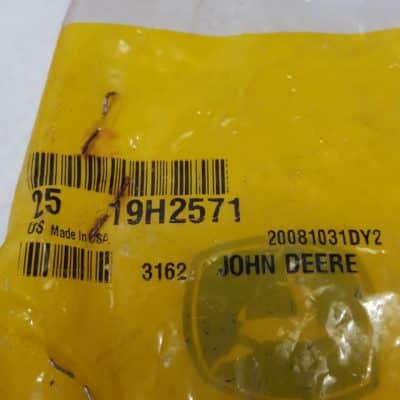 25 19H2571
US Made In USA 20081031DY2
3162 JOHN DEERE